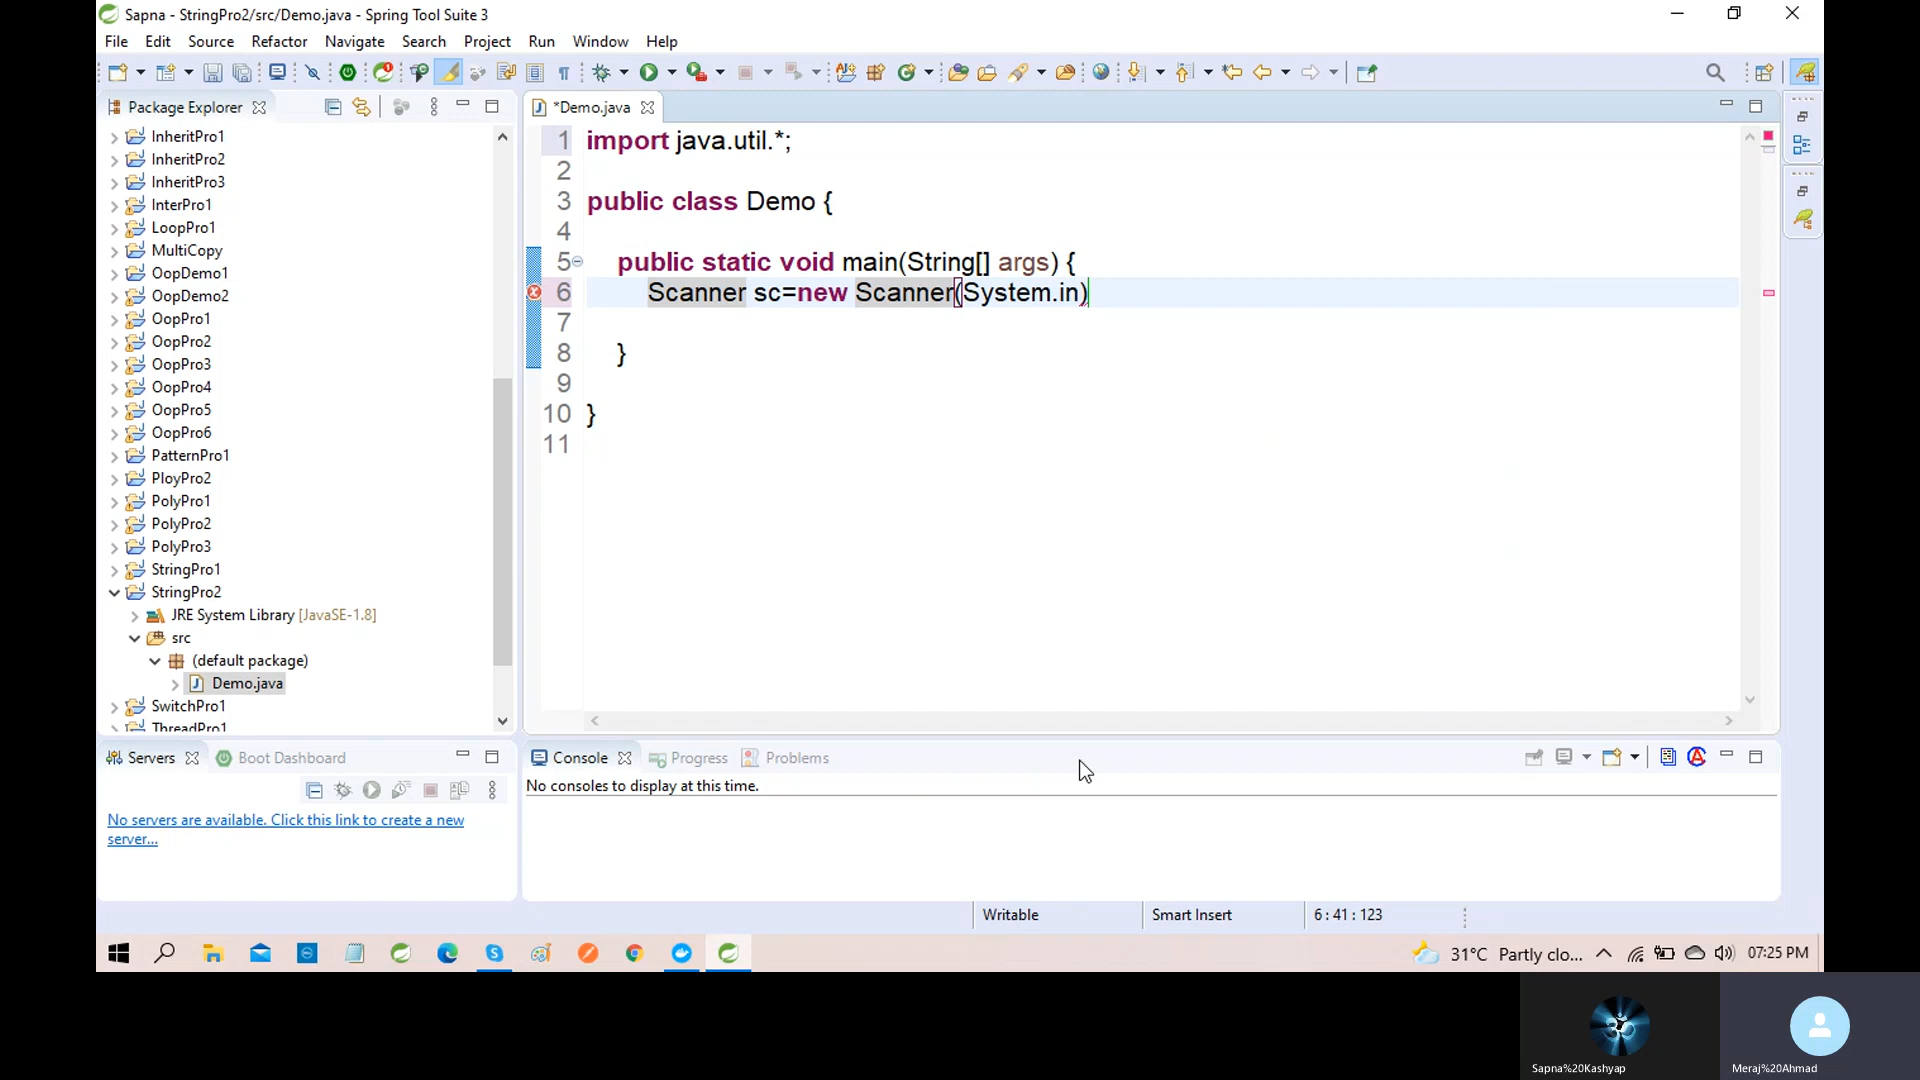 Sapna - StringPro2/src/Demo.java - Spring Tool Suite 3
File Edit Source Refactor Navigate Search Project Run Window Help
Package Explorer
InheritPro1
InheritPro2
InheritPro3
InterPro1
LoopPro1
MultiCopy
OopDemo1
OopDemo2
OopPro1
OopPro2
OopPro3
OopPro4
OopPro5
OopPro6
PatternPro1
PloyPro2
PolyPro1
PolyPro2
PolyPro3
StringPro1
StringPro2
JRE System Library [JavaSE-1.8]
src
(default package)
Demo.java
SwitchPro1
ThreadPro1
*Demo.java
1 import java.util.*;
2
3 public class Demo {
4
5 public static void main(String[] args) {
6 Scanner sc=new Scanner(System.in)
7
8 }
9
10 }
11
Servers Boot Dashboard
No servers are available. Click this link to create a new
server...
Console Progress Problems
No consoles to display at this time.
Writable Smart Insert 6 : 41 : 123
31°C Partly clo... 07:25 PM
Sapna%20Kashyap Meraj%20Ahmad